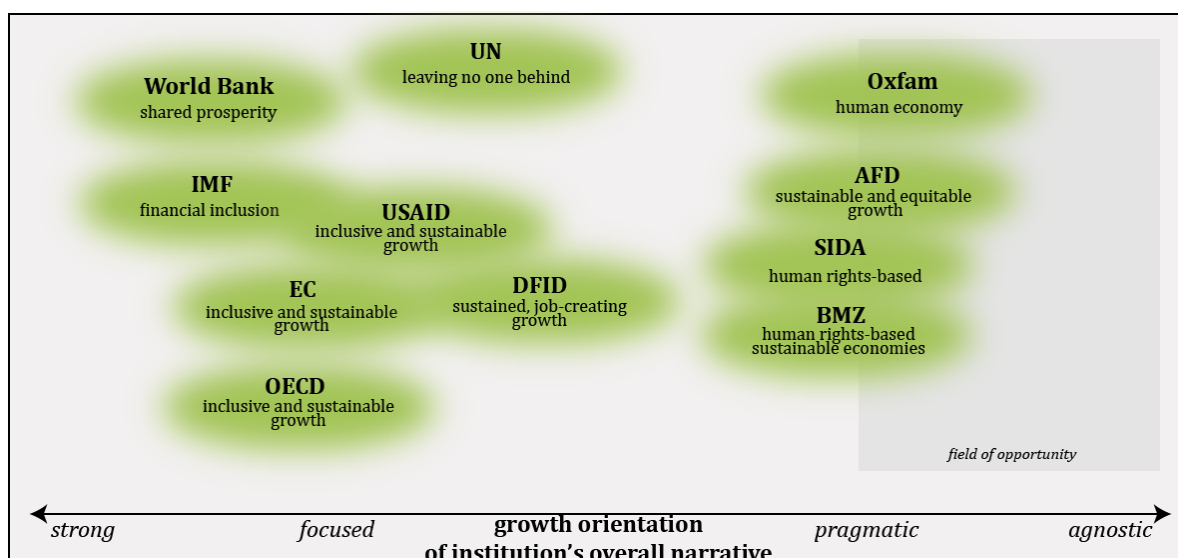 UN
leaving no one behind
World Bank
shared prosperity
Oxfam
human economy
IMF
financial inclusion
USAID
inclusive and sustainable
growth
AFD
sustainable and equitable
growth
SIDA
human rights-based
EC
inclusive and sustainable
growth
DFID
sustained, job-creating
growth
BMZ
human rights-based
sustainable economies
OECD
inclusive and sustainable
growth
field of opportunity
strong
focused
growth orientation
of institution's overall narrative
pragmatic
agnostic